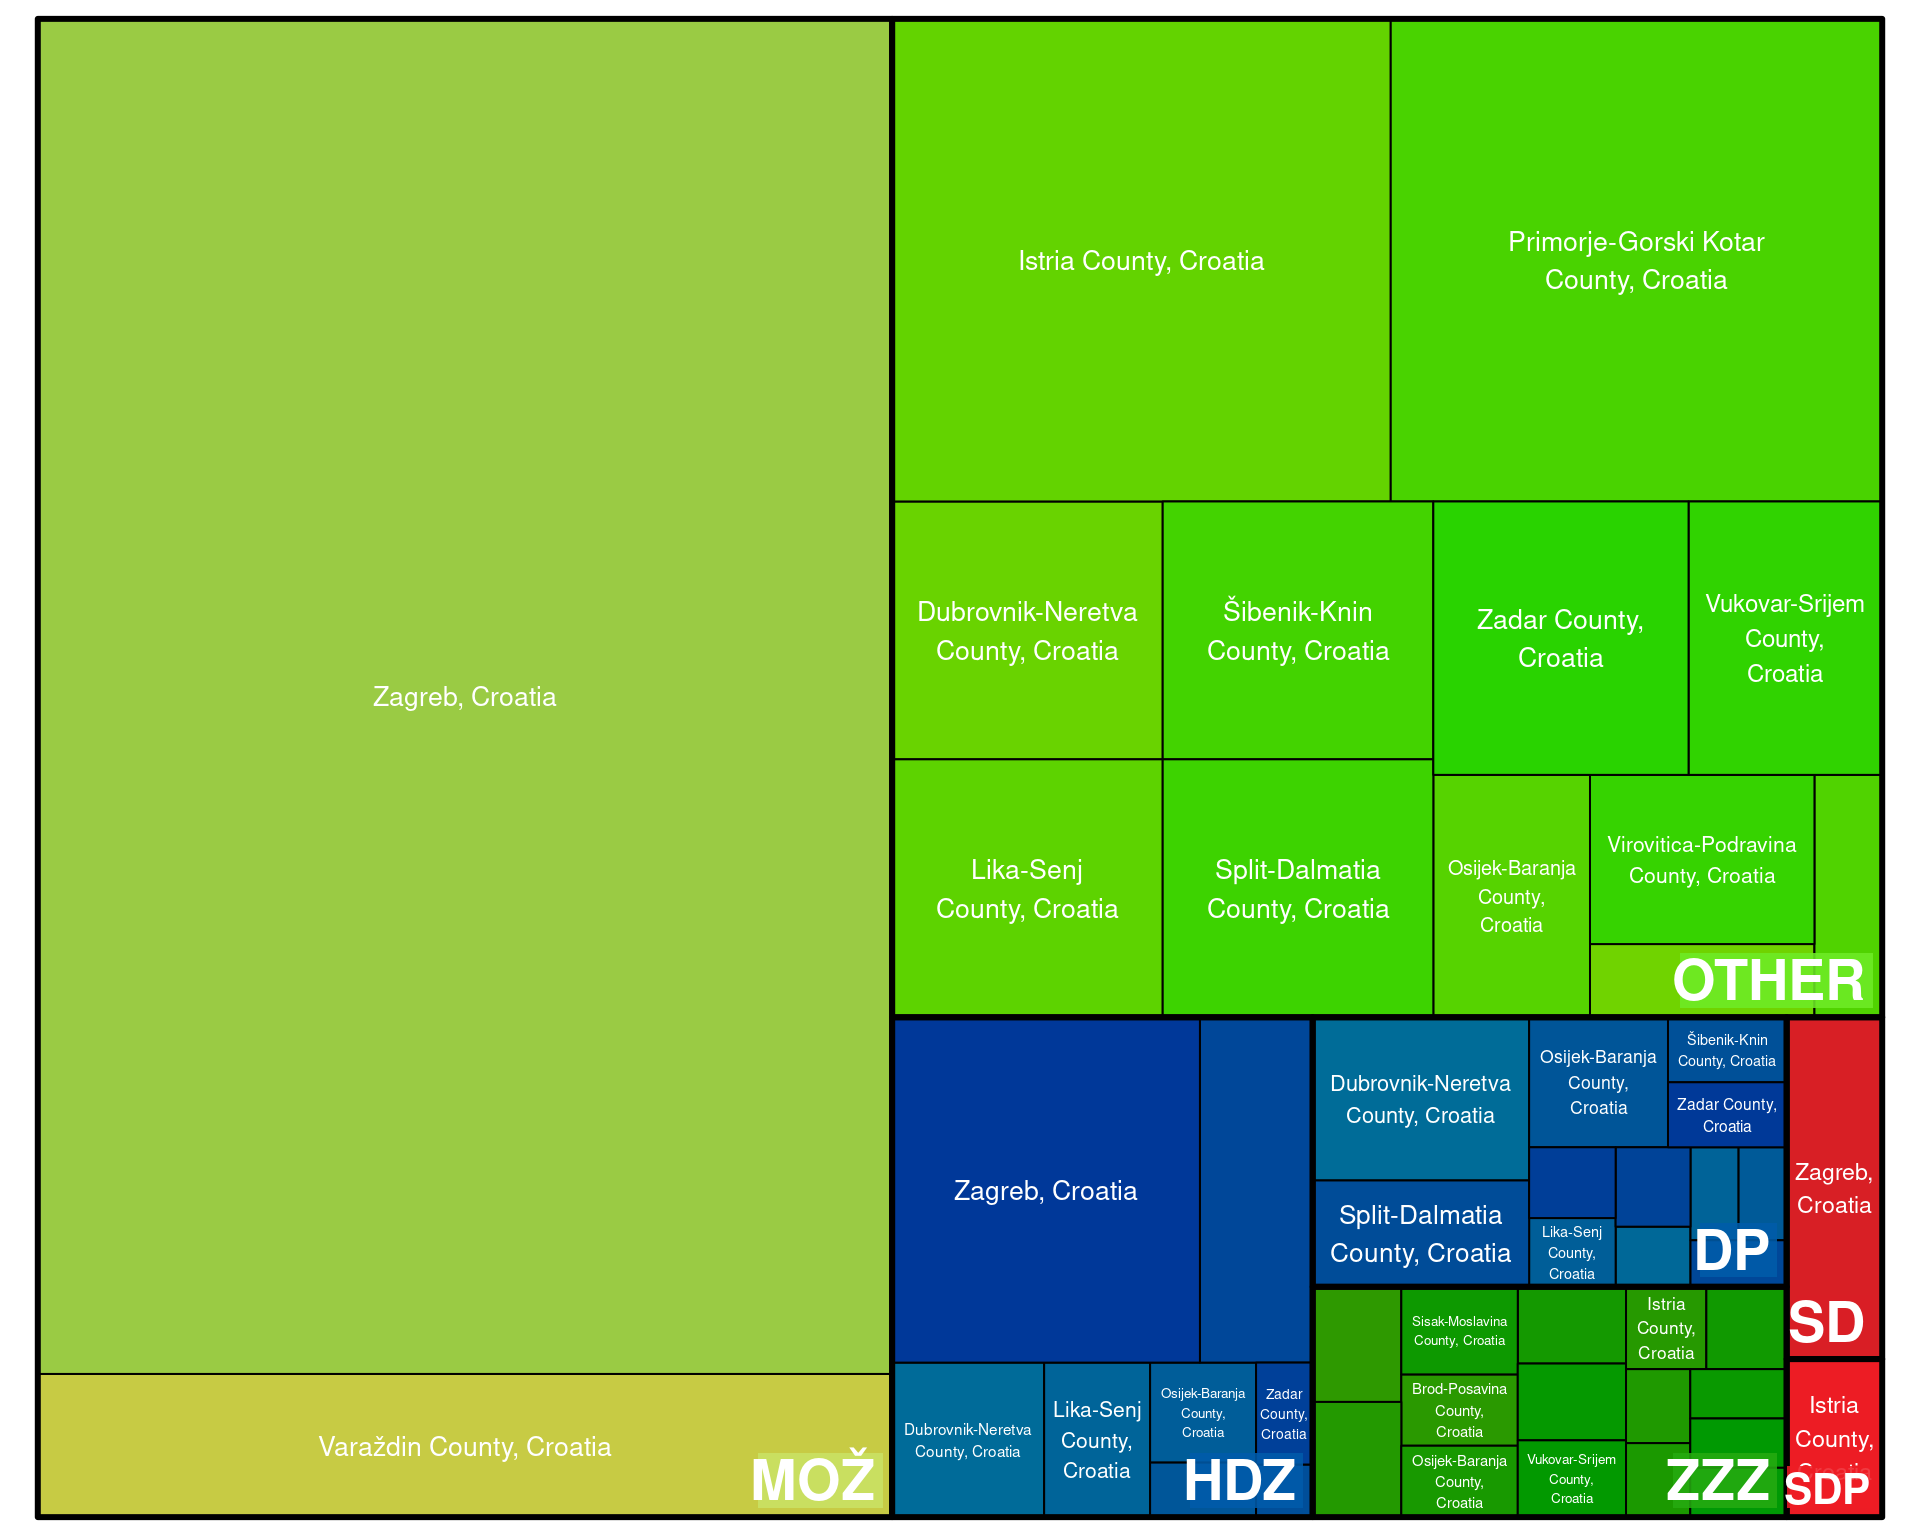 Zagreb, Croatia
Varaždin County, Croatia
MOŽ
Istria County, Croatia
Primorje-Gorski Kotar
County, Croatia
Dubrovnik-Neretva
County, Croatia
Šibenik-Knin
County, Croatia
Zadar County,
Croatia
Vukovar-Srijem
County,
Croatia
Lika-Senj
County, Croatia
Split-Dalmatia
County, Croatia
Osijek-Baranja
County,
Croatia
Virovitica-Podravina
County, Croatia
OTHER
Zagreb, Croatia
Dubrovnik-Neretva
County, Croatia
Lika-Senj
County,
Croatia
Osijek-Baranja
County,
Croatia
Zadar
County,
Croatia
HDZ
Dubrovnik-Neretva
County, Croatia
Split-Dalmatia
County, Croatia
Osijek-Baranja
County,
Croatia
Šibenik-Knin
County, Croatia
Zadar County,
Croatia
Lika-Senj
County,
Croatia
DP
Sisak-Moslavina
County, Croatia
Brod-Posavina
County,
Croatia
Osijek-Baranja
County,
Croatia
Vukovar-Srijem
County,
Croatia
Istria
County,
Croatia
ZZZ
Zagreb,
Croatia
SD
Istria
County,
Croatia
SDP